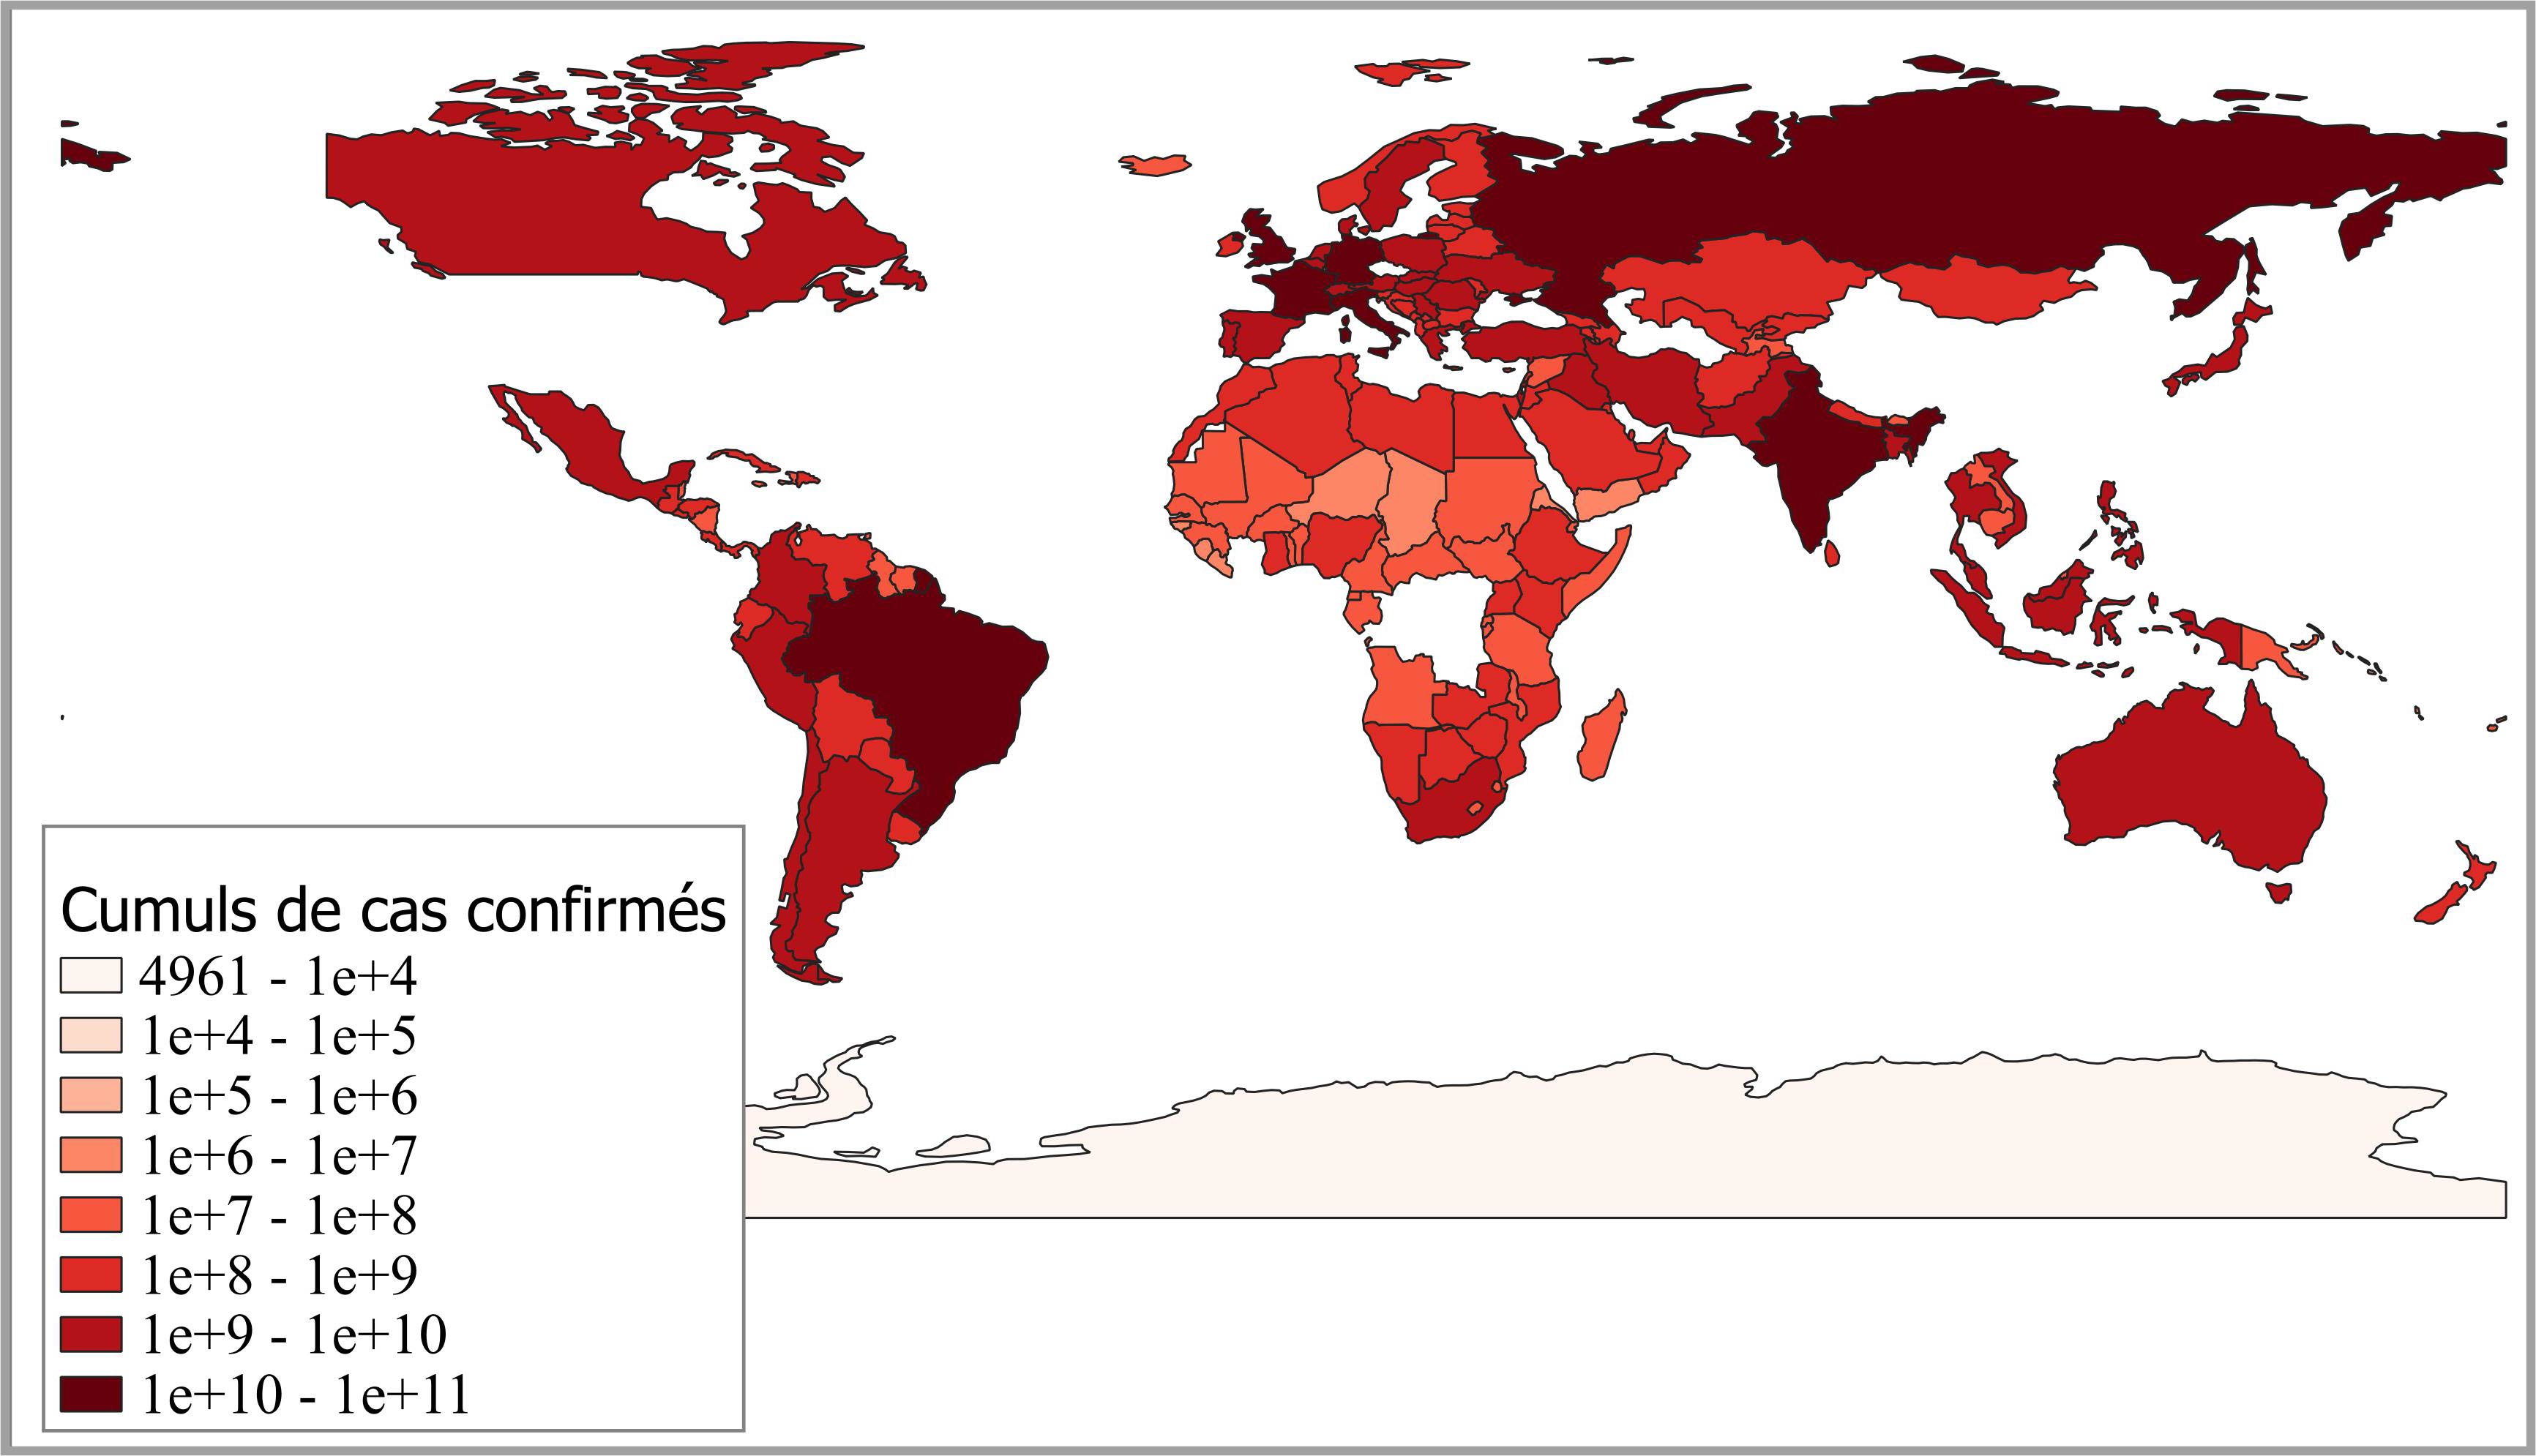 Cumuls de cas confirmés
4961 - 1e+4
1e+4 - 1e+5
1e+5 - 1e+6
1e+6 - 1e+7
1e+7 - 1e+8
1e+8 - 1e+9
1e+9 - 1e+10
1e+10 - 1e+11